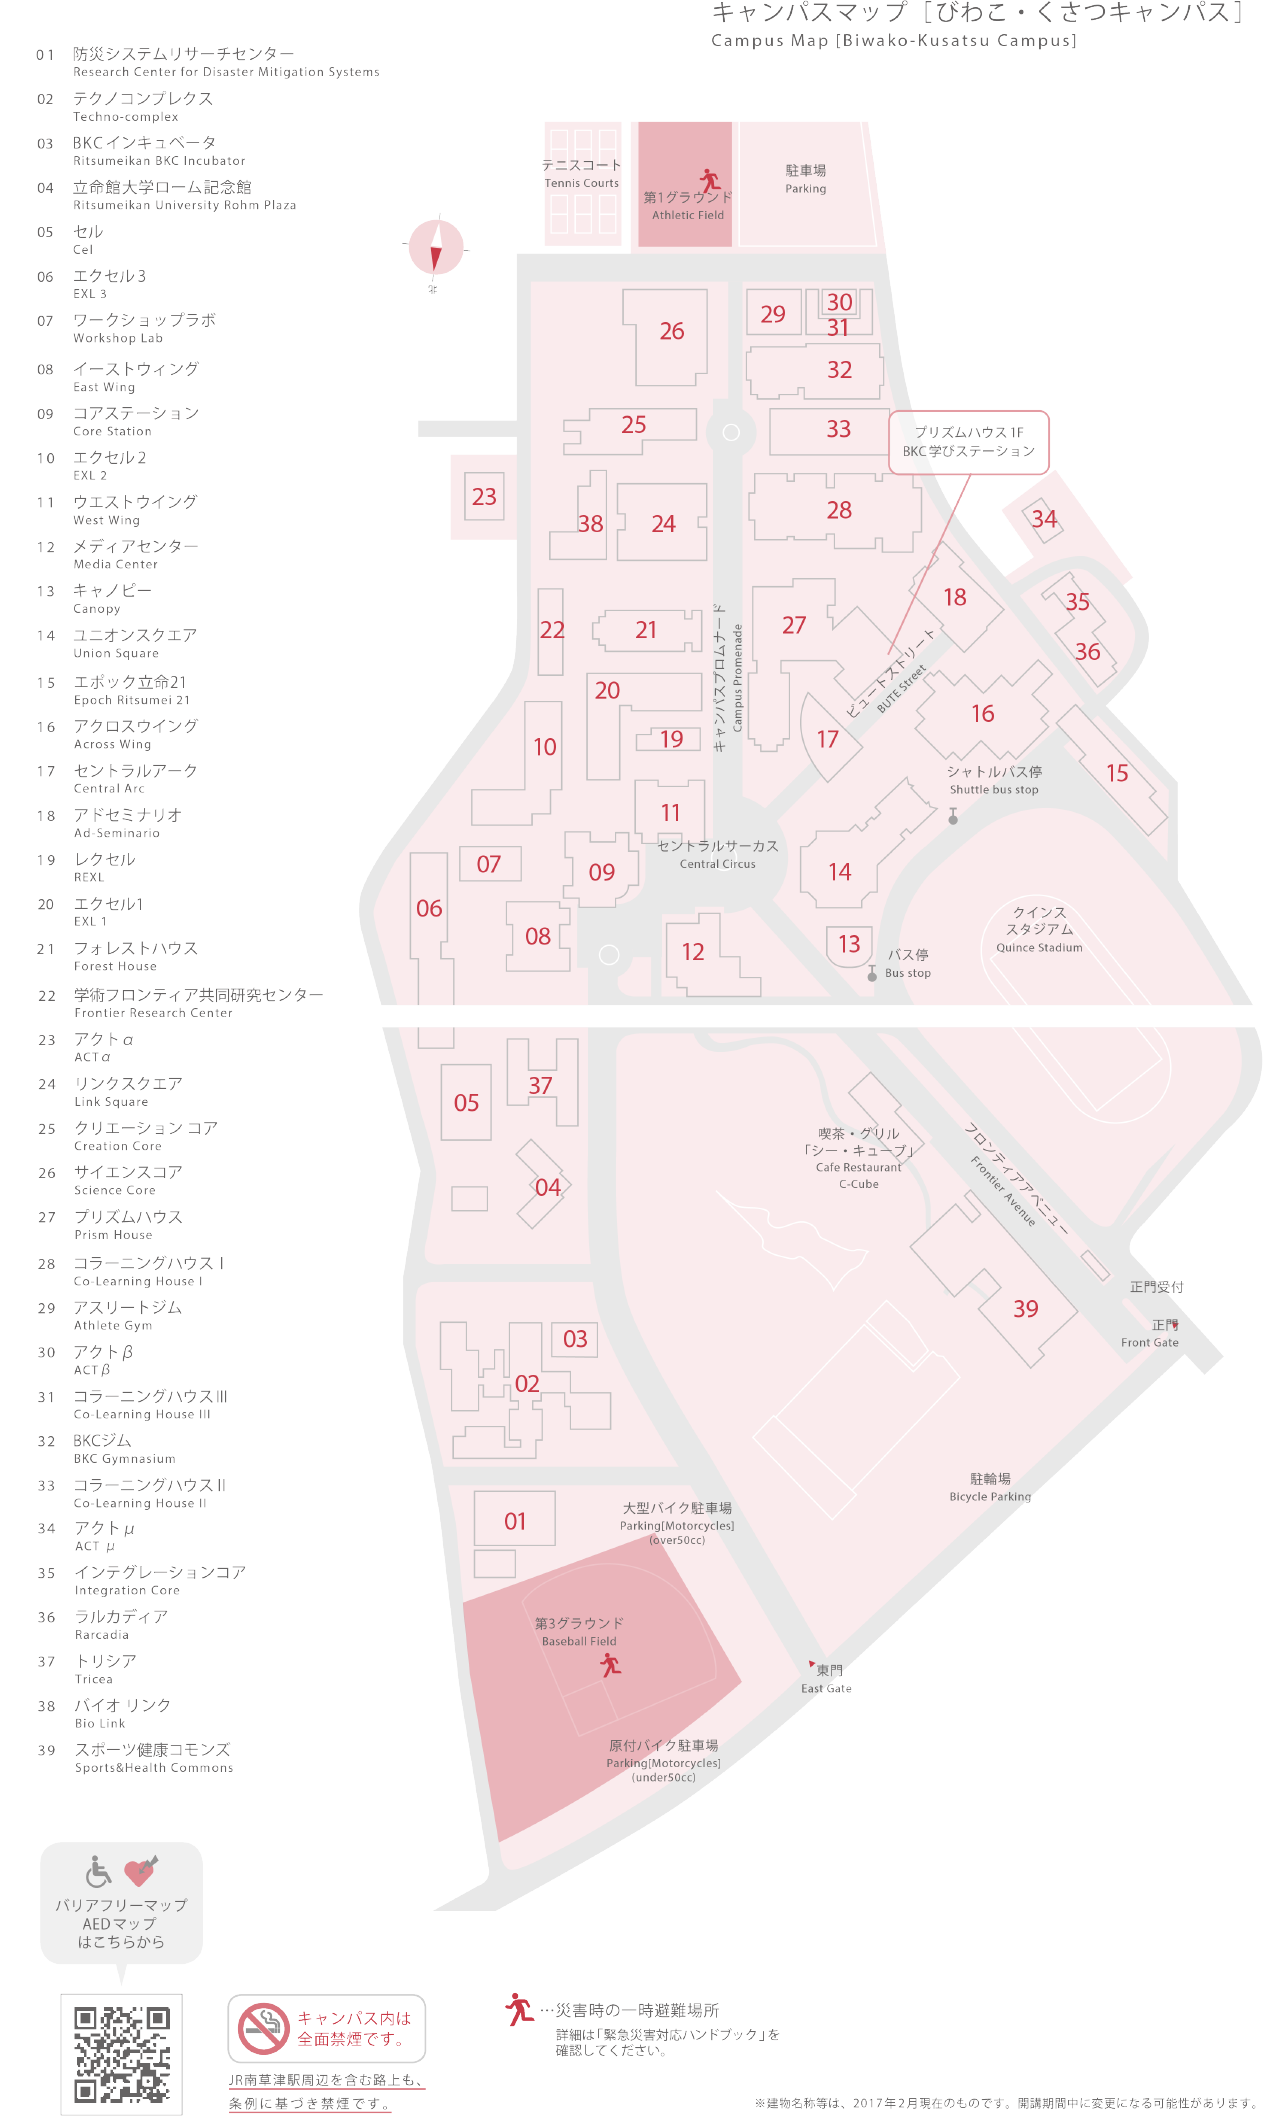 キャンパスマップ［びわこ・くさつキャンパス］
Campus Map [Biwako-Kusatsu Campus]
01 防災システムリサーチセンター
Research Center for Disaster Mitigation Systems
02 テクノコンプレクス
Techno-complex
03 BKCインキュベータ
Ritsumeikan BKC Incubator
04 立命館大学ローム記念館
Ritsumeikan University Rohm Plaza
05 セル
Cel
06 エクセル3
EXL 3
07 ワークショップラボ
Workshop Lab
08 イーストウィング
East Wing
09 コアステーション
Core Station
10 エクセル2
EXL 2
11 ウエストウイング
West Wing
12 メディアセンター
Media Center
13 キャノピー
Canopy
14 ユニオンスクエア
Union Square
15 エポック立命21
Epoch Ritsumei 21
16 アクロスウイング
Across Wing
17 セントラルアーク
Central Arc
18 アドセミナリオ
Ad-Seminario
19 レクセル
REXL
20 エクセル1
EXL 1
21 フォレストハウス
Forest House
22 学術フロンティア共同研究センター
Frontier Research Center
23 アクトα
ACTα
24 リンクスクエア
Link Square
25 クリエーション コア
Creation Core
26 サイエンスコア
Science Core
27 プリズムハウス
Prism House
28 コラーニングハウスⅠ
Co-Learning House I
29 アスリートジム
Athlete Gym
30 アクトβ
ACTβ
31 コラーニングハウスⅢ
Co-Learning House III
32 BKCジム
BKC Gymnasium
33 コラーニングハウスⅡ
Co-Learning House II
34 アクトμ
ACT μ
35 インテグレーションコア
Integration Core
36 ラルカディア
Rarcadia
37 トリシア
Tricea
38 バイオ リンク
Bio Link
39 スポーツ健康コモンズ
Sports&Health Commons
テニスコート
Tennis Courts
第1グラウンド
Athletic Field
駐車場
Parking
北
26
29
30
31
32
25
33
プリズムハウス1F
BKC学びステーション
23
38
24
28
34
18
35
36
22
21
27
キャンパスプロムナード
Campus Promenade
ビュートストリート
BUTE Street
20
19
10
17
16
15
シャトルバス停
Shuttle bus stop
11
セントラルサーカス
Central Circus
07
09
14
06
08
12
13
バス停
Bus stop
クインス
スタジアム
Quince Stadium
05
37
04
喫茶・グリル
「シー・キューブ」
Cafe Restaurant
C-Cube
フロンティアアベニュー
Frontier Avenue
39
正門受付
正門
Front Gate
03
02
駐輪場
Bicycle Parking
01
大型バイク駐車場
Parking[Motorcycles]
(over50cc)
第3グラウンド
Baseball Field
東門
East Gate
原付バイク駐車場
Parking[Motorcycles]
(under50cc)
バリアフリーマップ
AEDマップ
はこちらから
キャンパス内は
全面禁煙です。
JR南草津駅周辺を含む路上も、
条例に基づき禁煙です。
…災害時の一時避難場所
詳細は「緊急災害対応ハンドブック」を
確認してください。
※建物名称等は、2017年2月現在のものです。開講期間中に変更になる可能性があります。